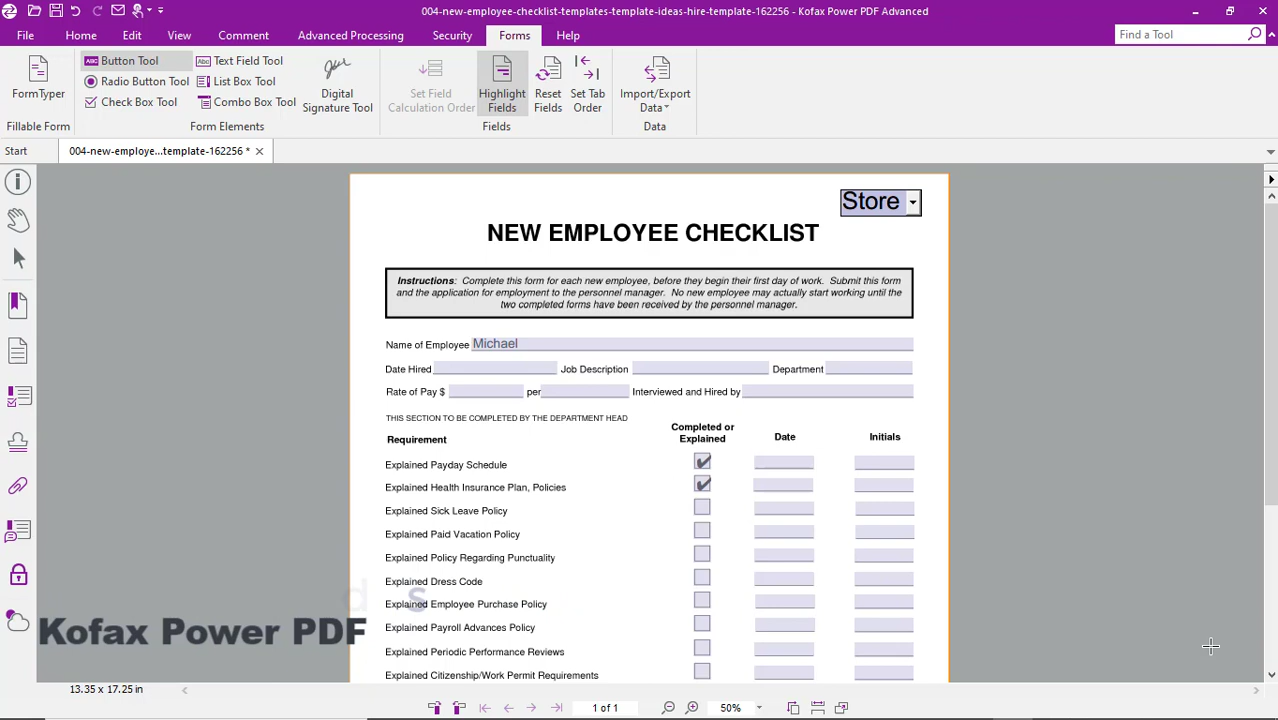 004-new-employee-checklist-templates-template-ideas-hire-template-162256 - Kofax Power PDF Advanced
File Home Edit View Comment Advanced Processing Security Forms Help Find a Tool
FormTyper
Button Tool
Radio Button Tool
Check Box Tool
Text Field Tool
List Box Tool
Combo Box Tool
Digital
Signature Tool
Set Field
Calculation Order
Highlight
Fields
Reset
Fields
Set Tab
Order
Import/Export
Data
Fillable Form Form Elements Fields Data
Start 004-new-employe...template-162256 *
Store
NEW EMPLOYEE CHECKLIST
Instructions: Complete this form for each new employee, before they begin their first day of work. Submit this form
and the application for employment to the personnel manager. No new employee may actually start working until the
two completed forms have been received by the personnel manager.
Name of Employee Michael
Date Hired Job Description Department
Rate of Pay $ per Interviewed and Hired by
THIS SECTION TO BE COMPLETED BY THE DEPARTMENT HEAD
Requirement
Completed or
Explained
Date
Initials
Explained Payday Schedule
Explained Health Insurance Plan, Policies
Explained Sick Leave Policy
Explained Paid Vacation Policy
Explained Policy Regarding Punctuality
Explained Dress Code
Explained Employee Purchase Policy
Explained Payroll Advances Policy
Explained Periodic Performance Reviews
Explained Citizenship/Work Permit Requirements
d s
Kofax Power PDF
13.35 x 17.25 in
1 of 1 50%